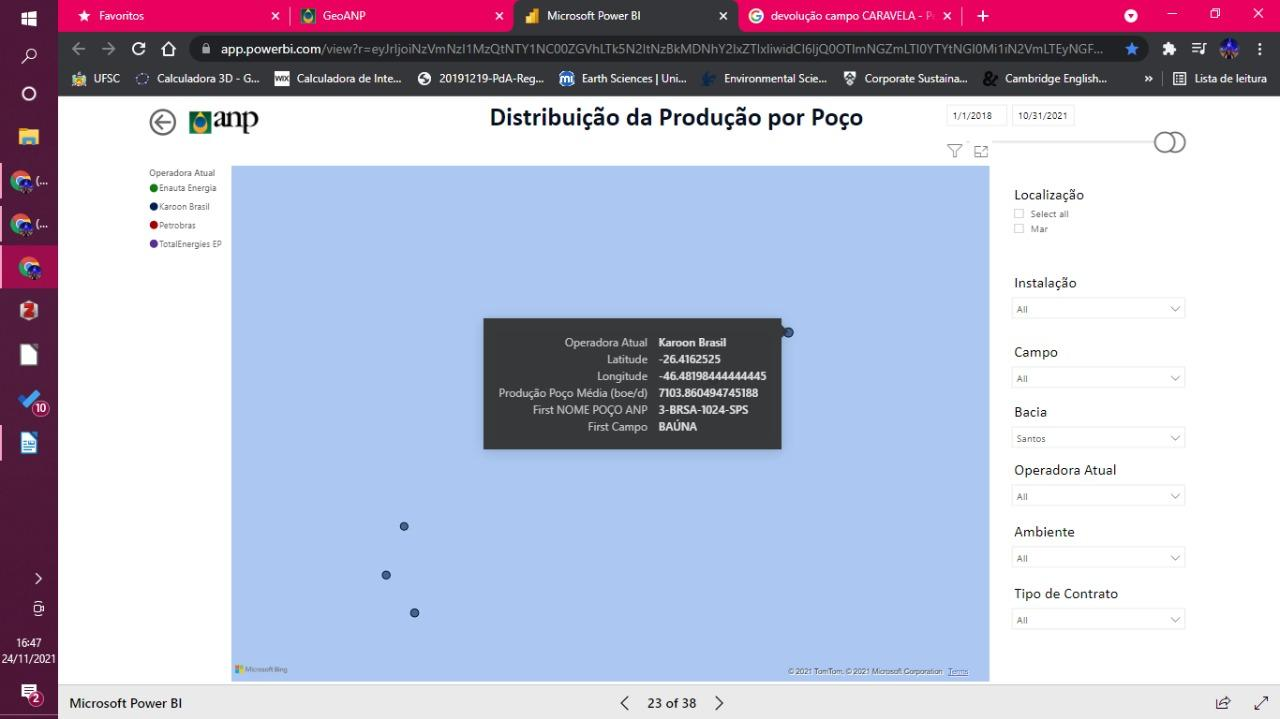 Favoritos
GeoANP
Microsoft Power BI
devolução campo CARAVELA - P
app.powerbi.com/view?r=
UFSC
Calculadora 3D - G...
Calculadora de Inte...
20191219-PdA-Reg...
Earth Sciences | Uni...
Environmental Scie...
Corporate Sustaina...
Cambridge English...
»
Lista de leitura
anp
Distribuição da Produção por Poço
1/1/2018
10/31/2021
Operadora Atual
Enauta Energia
Karoon Brasil
Petrobras
TotalEnergies EP
Operadora Atual Karoon Brasil
Latitude -26.4162525
Longitude -46.48198444444445
Produção Poço Média (boe/d) 7103.860494745188
First NOME POÇO ANP 3-BRSA-1024-SPS
First Campo BAÚNA
Localização
Select all
Mar
Instalação
All
Campo
All
Bacia
Santos
Operadora Atual
All
Ambiente
All
Tipo de Contrato
All
Microsoft Bing
© 2021 TomTom, © 2021 Microsoft Corporation Terms
(...
(...
10
16:47
24/11/2021
2
Microsoft Power BI
23 of 38